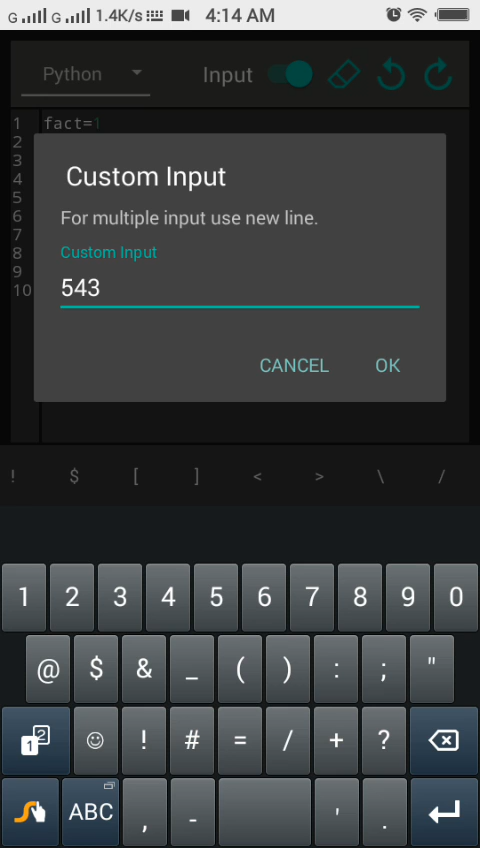 G G 1.4K/s 4:14 AM
Python Input
1 fact=1
2
3
4
5
6
7
8
9
10
Custom Input
For multiple input use new line.
Custom Input
543
CANCEL OK
! $ [ ] < > \ /
1 2 3 4 5 6 7 8 9 0
@ $ & _ ( ) : ; "
1 2 ! # = / + ?
ABC , - ' .